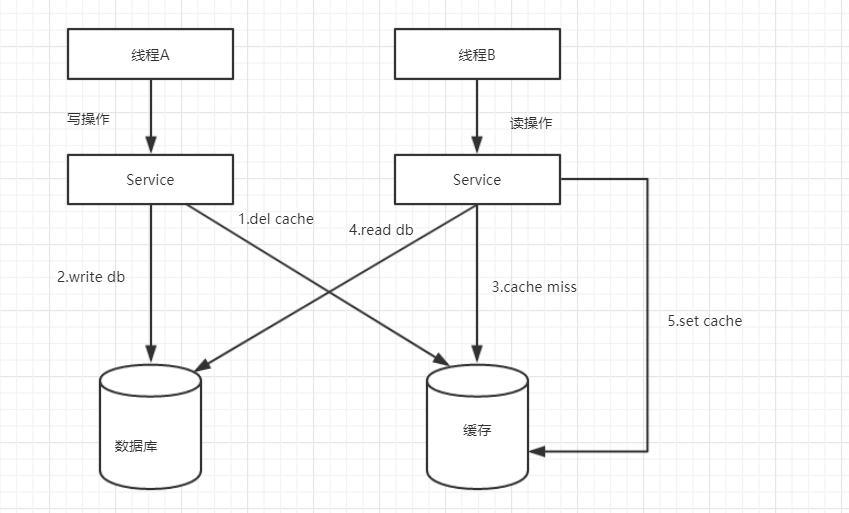 线程A
线程B
写操作
读操作
Service
Service
1.del cache
4.read db
2.write db
3.cache miss
5.set cache
数据库
缓存